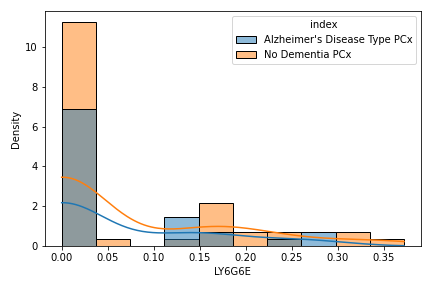 index
Alzheimer's Disease Type PCx
No Dementia PCx
Density
10
8
6
4
2
0
0.00 0.05 0.10 0.15 0.20 0.25 0.30 0.35
LY6G6E